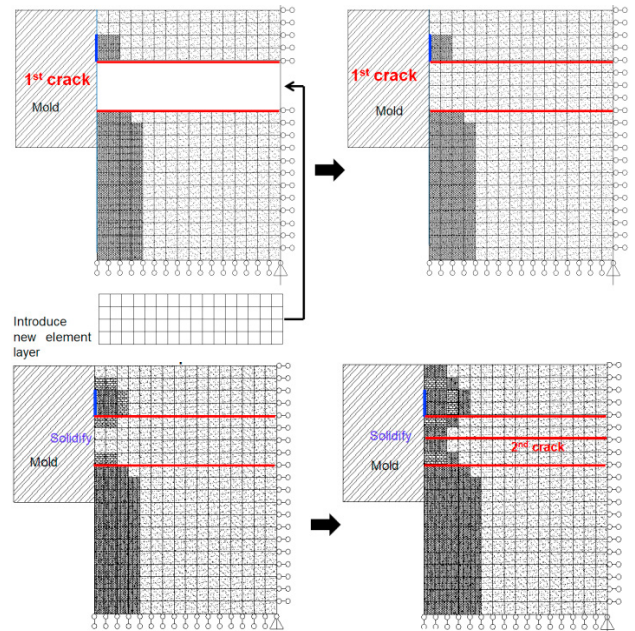 1st crack
Mold
1st crack
Mold
Introduce
new element
layer
Solidify
Mold
Solidify
Mold
2nd crack